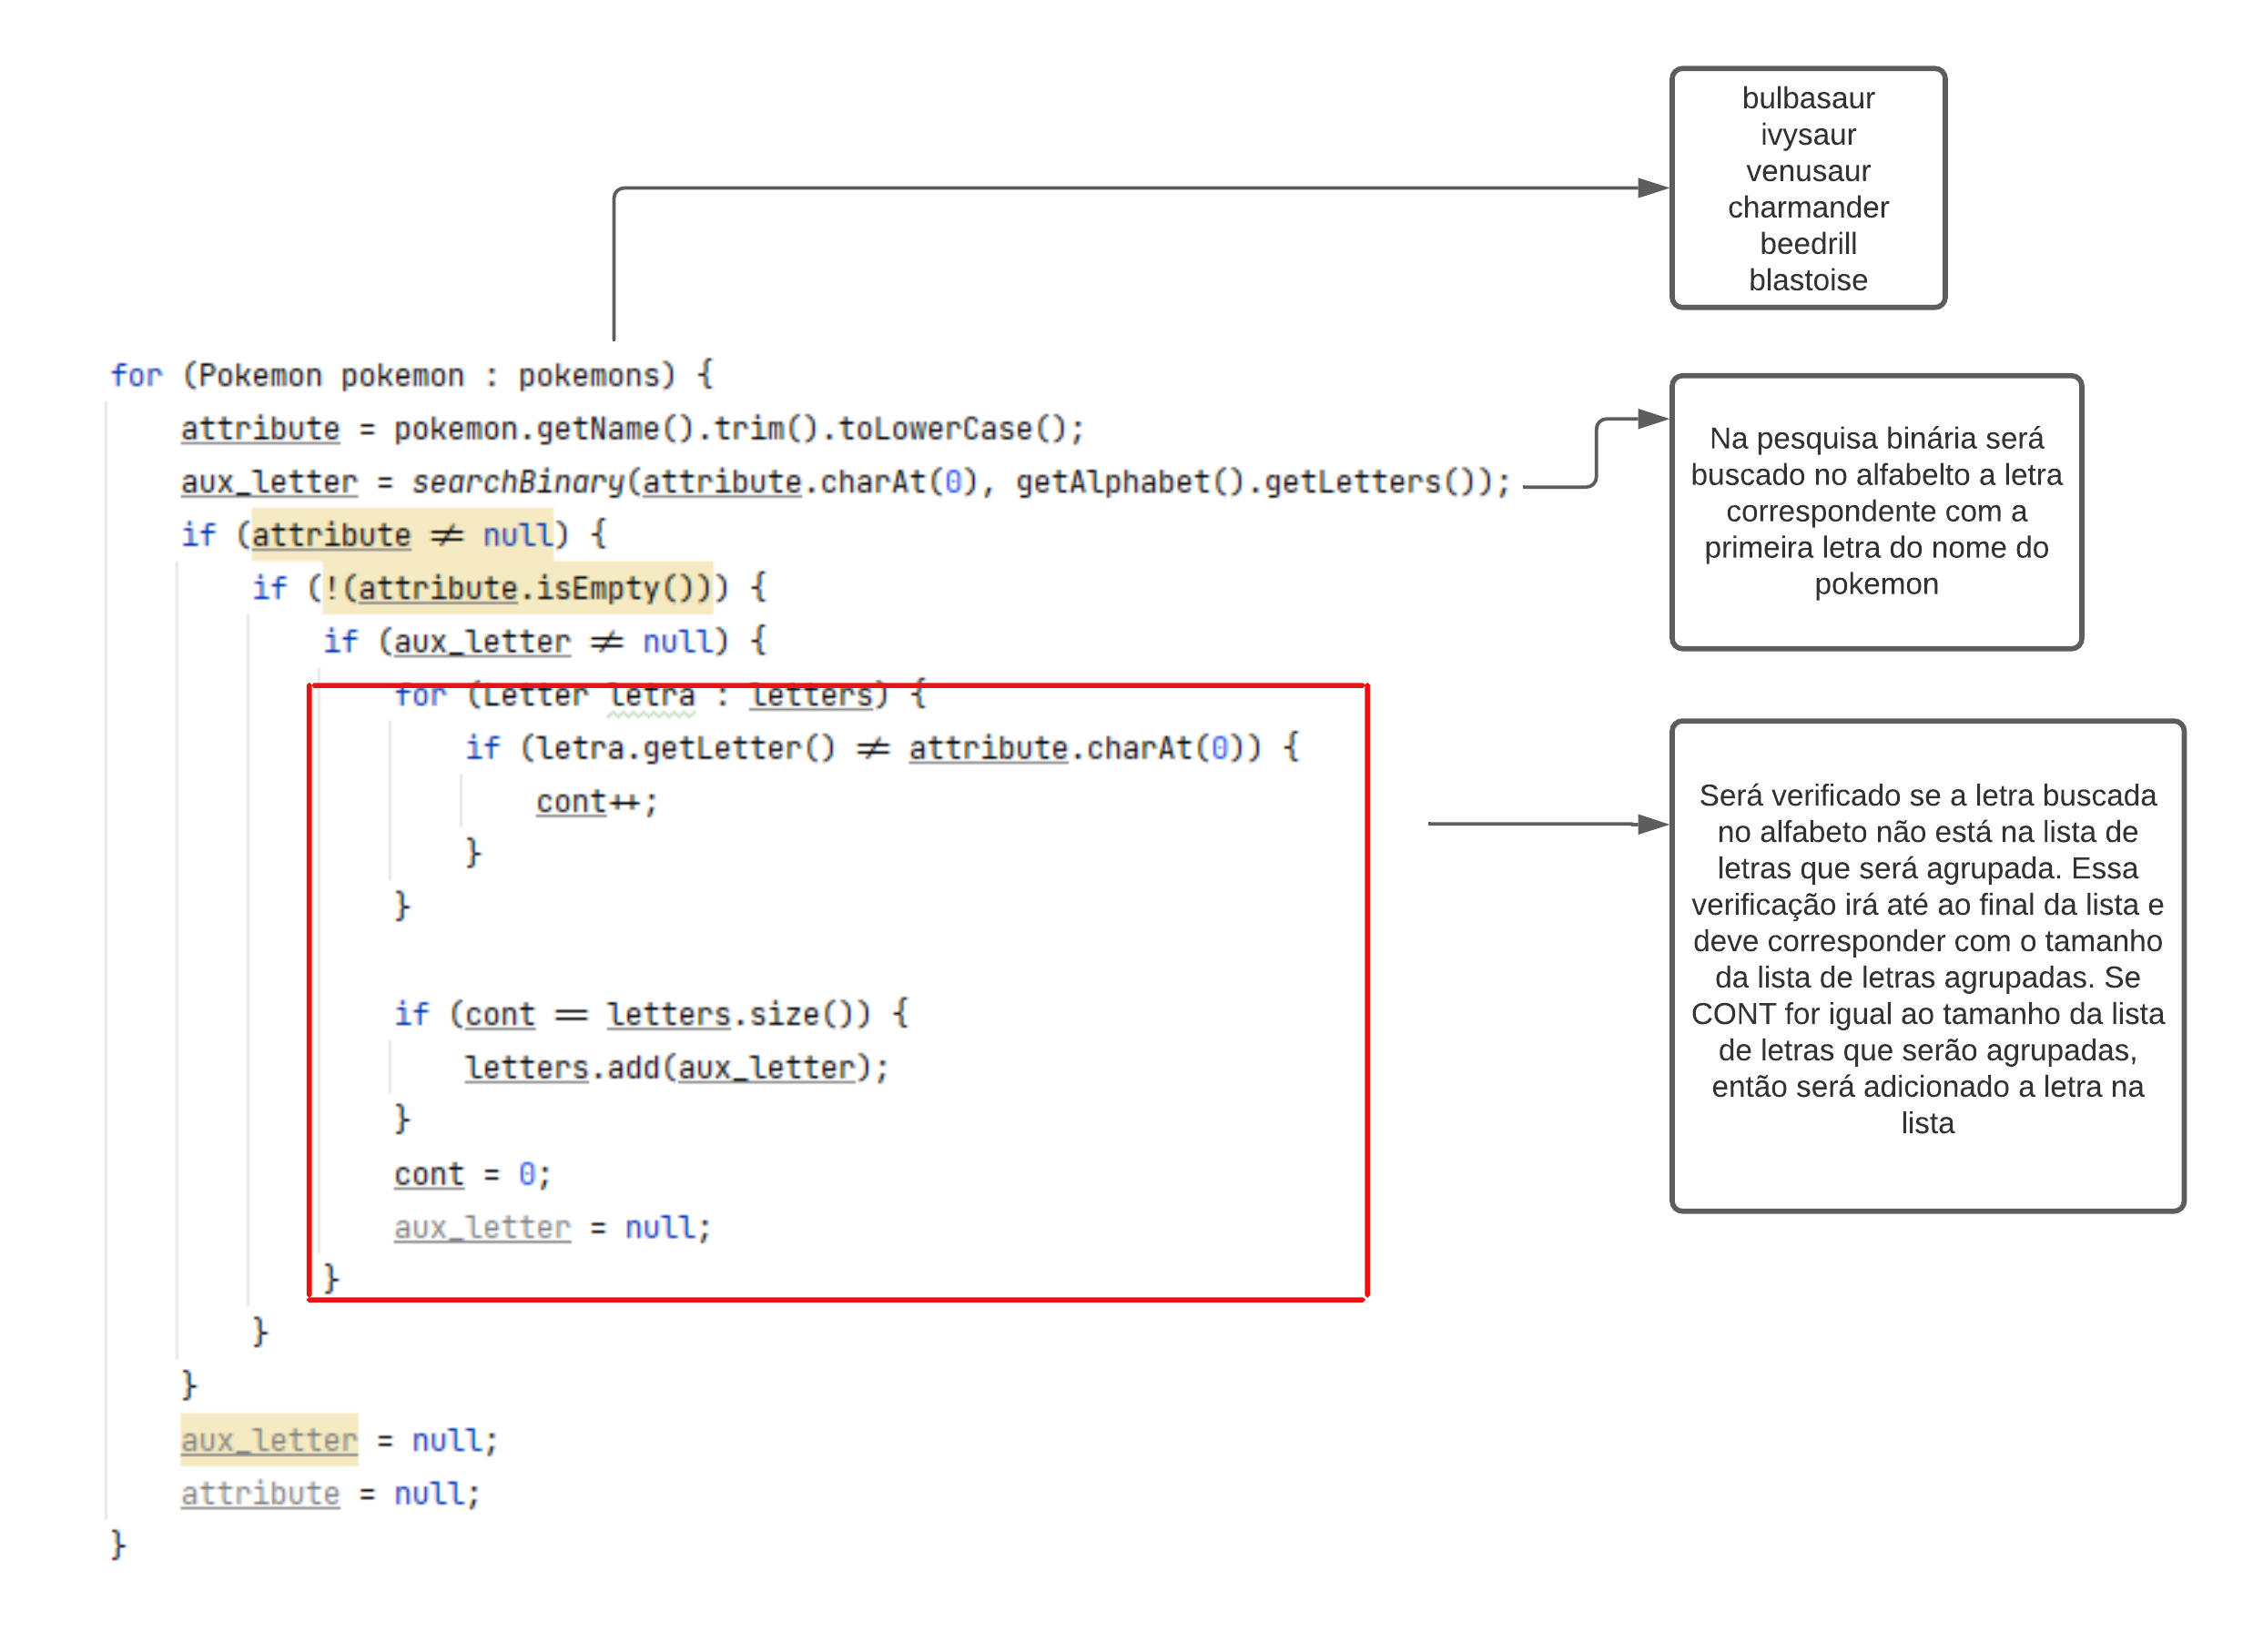 bulbasaur
ivysaur
venusaur
charmander
beedrill
blastoise
for (Pokemon pokemon : pokemons) {
attribute = pokemon.getName().trim().toLowerCase();
aux_letter = searchBinary(attribute.charAt(0), getAlphabet().getLetters());
if (attribute ≠ null) {
if (!(attribute.isEmpty())) {
if (aux_letter ≠ null) {
for (Letter letra : letters) {
if (letra.getLetter() ≠ attribute.charAt(0)) {
cont++;
}
}
if (cont == letters.size()) {
letters.add(aux_letter);
}
cont = 0;
aux_letter = null;
}
}
}
aux_letter = null;
attribute = null;
}
Na pesquisa binária será
buscado no alfabelto a letra
correspondente com a
primeira letra do nome do
pokemon
Será verificado se a letra buscada
no alfabeto não está na lista de
letras que será agrupada. Essa
verificação irá até ao final da lista e
deve corresponder com o tamanho
da lista de letras agrupadas. Se
CONT for igual ao tamanho da lista
de letras que serão agrupadas,
então será adicionado a letra na
lista